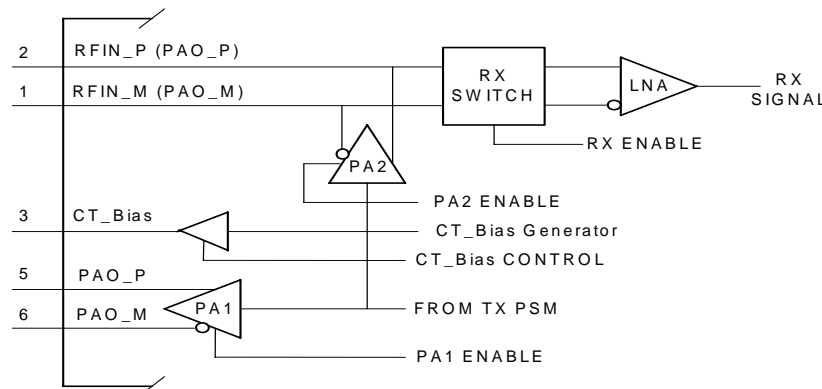 2 RFIN_P (PAO_P)
1 RFIN_M (PAO_M)
RX SWITCH
LNA
RX SIGNAL
RX ENABLE
PA2
PA2 ENABLE
3 CT_Bias
CT_Bias Generator
CT_Bias CONTROL
5 PAO_P
6 PAO_M
PA1
FROM TX PSM
PA1 ENABLE